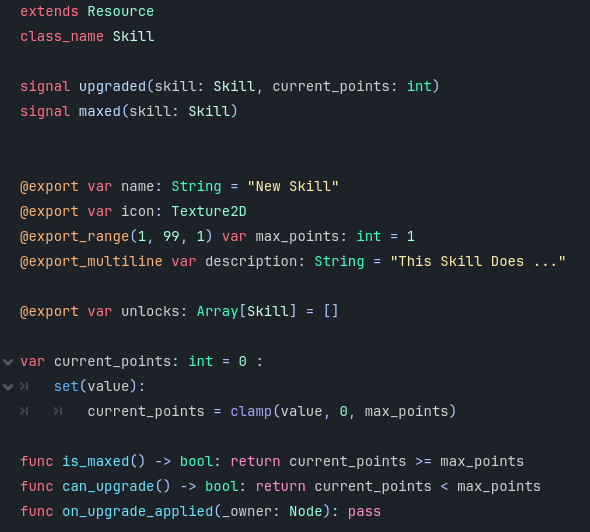 extends Resource
class_name Skill
signal upgraded(skill: Skill, current_points: int)
signal maxed(skill: Skill)
@export var name: String = "New Skill"
@export var icon: Texture2D
@export_range(1, 99, 1) var max_points: int = 1
@export_multiline var description: String = "This Skill Does ..."
@export var unlocks: Array[Skill] = []
var current_points: int = 0 :
set(value):
current_points = clamp(value, 0, max_points)
func is_maxed() -> bool: return current_points >= max_points
func can_upgrade() -> bool: return current_points < max_points
func on_upgrade_applied(_owner: Node): pass